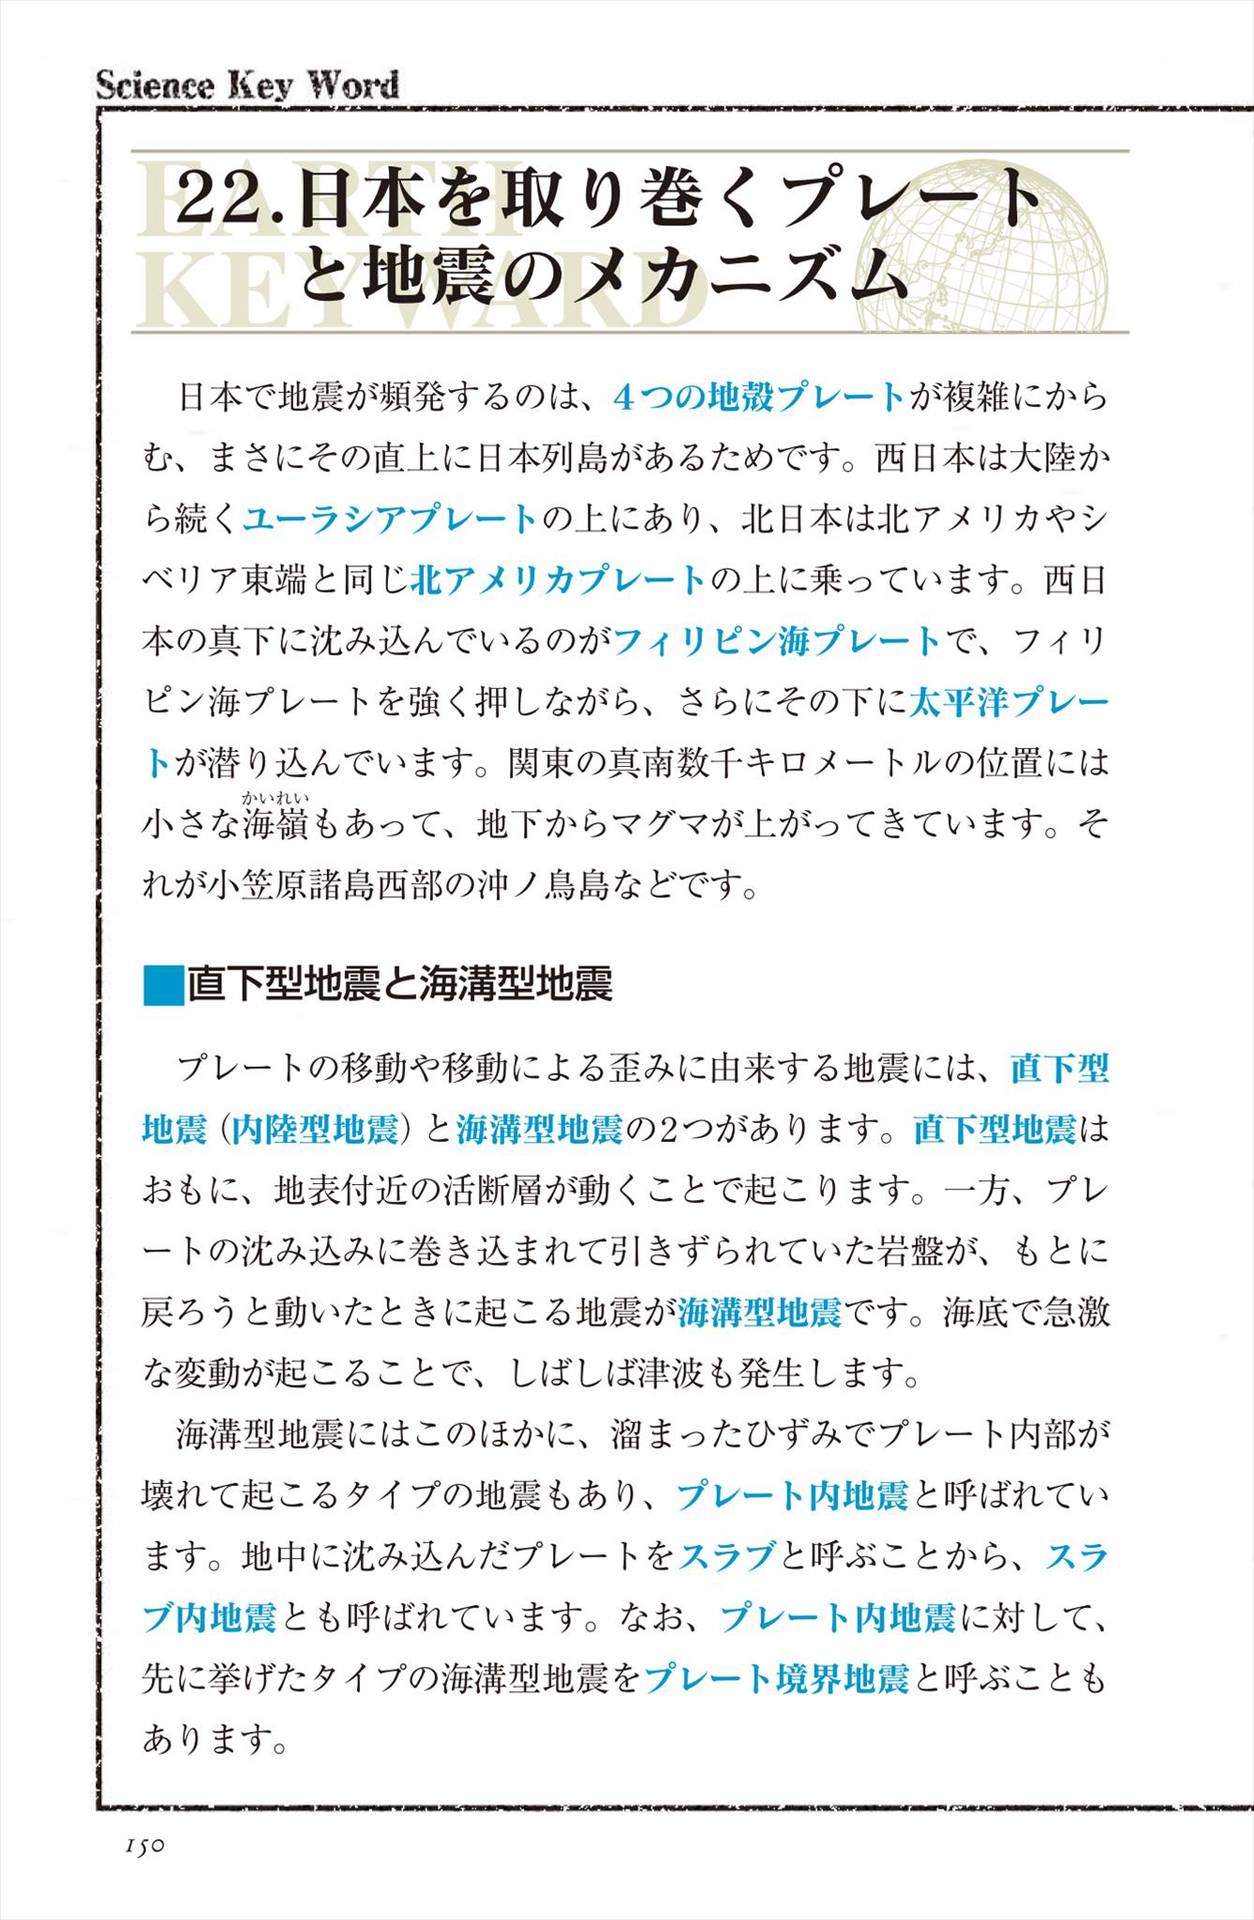 Science Key Word
EARTH
KEYWARD
22.日本を取り巻くプレート
と地震のメカニズム
日本で地震が頻発するのは、4つの地殻プレートが複雑にから
む、まさにその直上に日本列島があるためです。西日本は大陸か
ら続くユーラシアプレートの上にあり、北日本は北アメリカやシ
ベリア東端と同じ北アメリカプレートの上に乗っています。西日
本の真下に沈み込んでいるのがフィリピン海プレートで、フィリ
ピン海プレートを強く押しながら、さらにその下に太平洋プレー
トが潜り込んでいます。関東の真南数千キロメートルの位置には
かいれい
小さな海嶺もあって、地下からマグマが上がってきています。そ
れが小笠原諸島西部の沖ノ鳥島などです。
■直下型地震と海溝型地震
プレートの移動や移動による歪みに由来する地震には、直下型
地震（内陸型地震）と海溝型地震の2つがあります。直下型地震は
おもに、地表付近の活断層が動くことで起こります。一方、プレ
ートの沈み込みに巻き込まれて引きずられていた岩盤が、もとに
戻ろうと動いたときに起こる地震が海溝型地震です。海底で急激
な変動が起こることで、しばしば津波も発生します。
海溝型地震にはこのほかに、溜まったひずみでプレート内部が
壊れて起こるタイプの地震もあり、プレート内地震と呼ばれてい
ます。地中に沈み込んだプレートをスラブと呼ぶことから、スラ
ブ内地震とも呼ばれています。なお、プレート内地震に対して、
先に挙げたタイプの海溝型地震をプレート境界地震と呼ぶことも
あります。
150